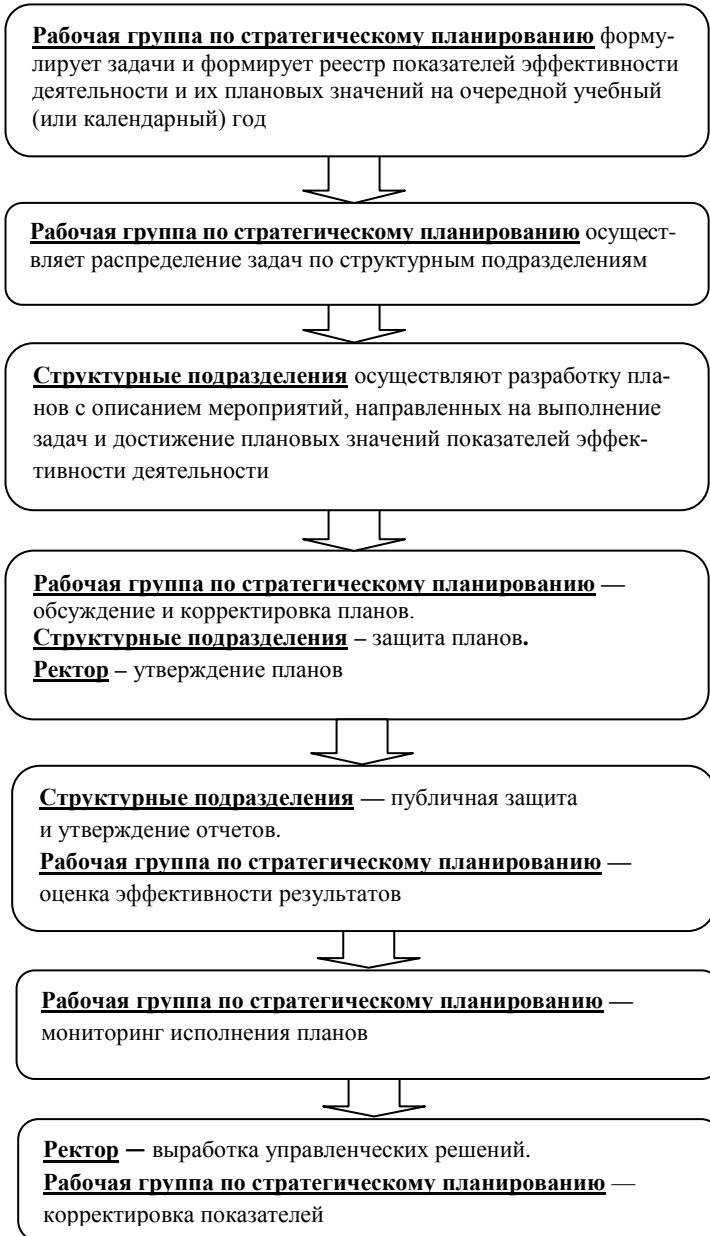 Рабочая группа по стратегическому планированию форму-
лирует задачи и формирует реестр показателей эффективности
деятельности и их плановых значений на очередной учебный
(или календарный) год
Рабочая группа по стратегическому планированию осущест-
вляет распределение задач по структурным подразделениям
Структурные подразделения осуществляют разработку пла-
нов с описанием мероприятий, направленных на выполнение
задач и достижение плановых значений показателей эффек-
тивности деятельности
Рабочая группа по стратегическому планированию —
обсуждение и корректировка планов.
Структурные подразделения – защита планов.
Ректор – утверждение планов
Структурные подразделения — публичная защита
и утверждение отчетов.
Рабочая группа по стратегическому планированию —
оценка эффективности результатов
Рабочая группа по стратегическому планированию —
мониторинг исполнения планов
Ректор — выработка управленческих решений.
Рабочая группа по стратегическому планированию —
корректировка показателей